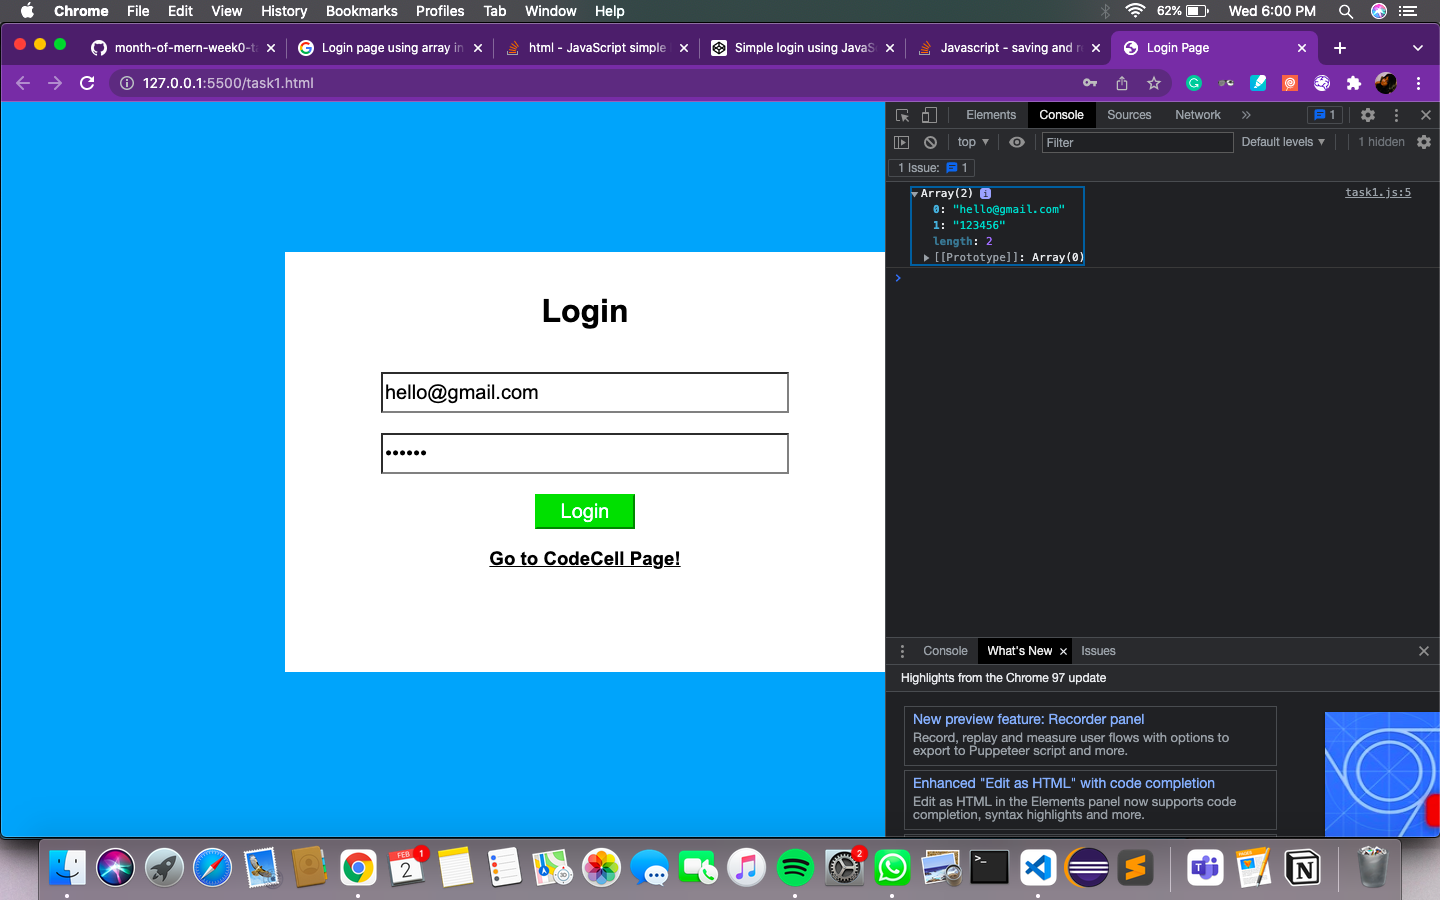 Chrome File Edit View History Bookmarks Profiles Tab Window Help 62% Wed 6:00 PM
month-of-mern-week0-t Login page using array in html - JavaScript simple Simple login using JavaS Javascript - saving and r Login Page
127.0.0.1:5500/task1.html
Elements Console Sources Network 1
top Filter Default levels 1 hidden
1 Issue: 1
Array(2) i task1.js:5
0: "hello@gmail.com"
1: "123456"
length: 2
[[Prototype]]: Array(0)
Login
hello@gmail.com
••••••
Login
Go to CodeCell Page!
Console What's New Issues
Highlights from the Chrome 97 update
New preview feature: Recorder panel
Record, replay and measure user flows with options to
export to Puppeteer script and more.
Enhanced "Edit as HTML" with code completion
Edit as HTML in the Elements panel now supports code
completion, syntax highlights and more.
FEB
2
1
2